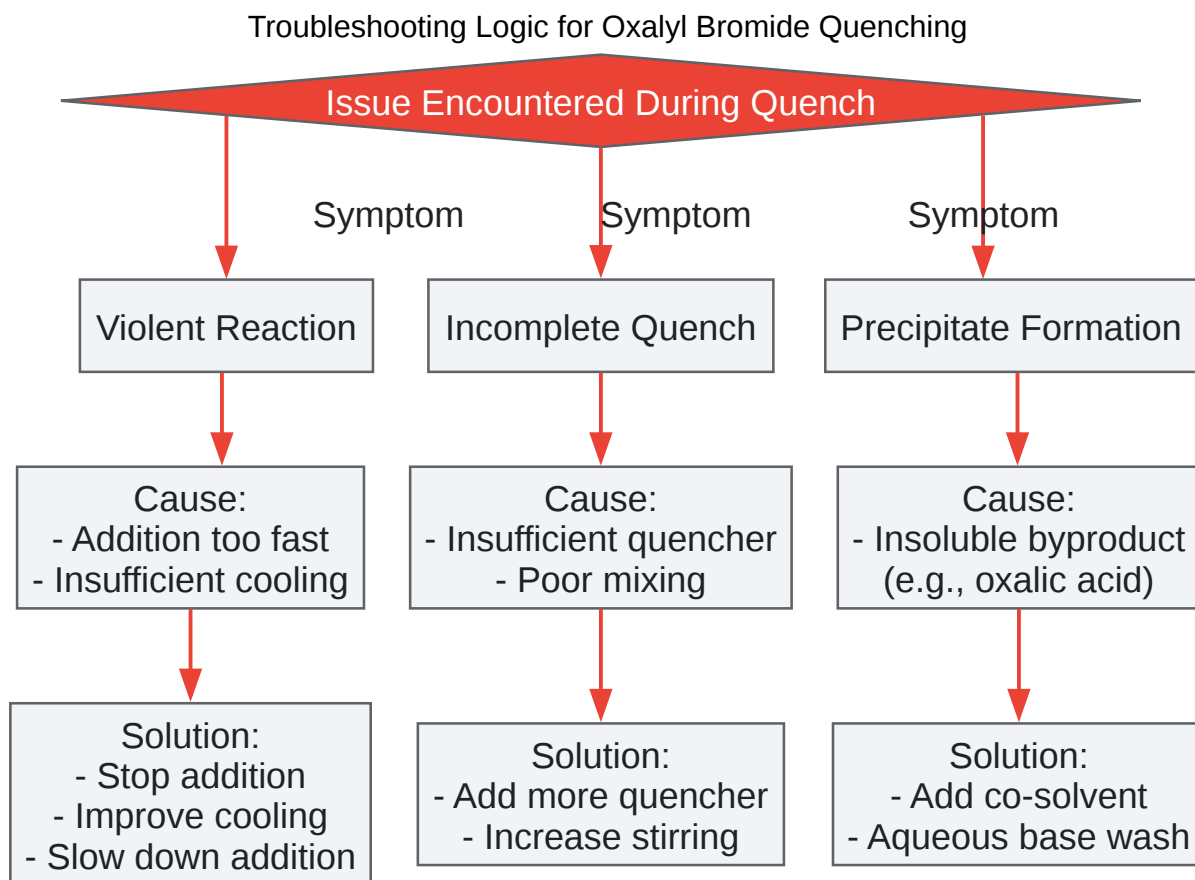 Troubleshooting Logic for Oxalyl Bromide Quenching
Issue Encountered During Quench
Symptom
Symptom
Symptom
Violent Reaction
Incomplete Quench
Precipitate Formation
Cause:
- Addition too fast
- Insufficient cooling
Cause:
- Insufficient quencher
- Poor mixing
Cause:
- Insoluble byproduct
(e.g., oxalic acid)
Solution:
- Stop addition
- Improve cooling
- Slow down addition
Solution:
- Add more quencher
- Increase stirring
Solution:
- Add co-solvent
- Aqueous base wash